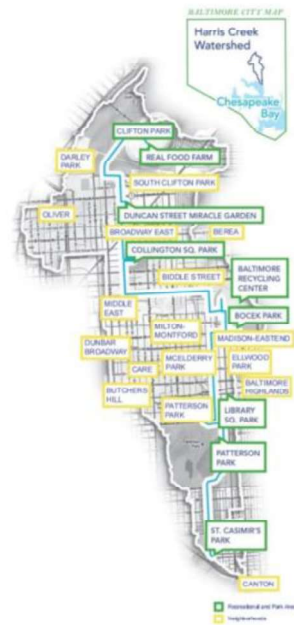 BALTIMORE CITY MAP
Harris Creek
Watershed
Chesapeake
Bay
CLIFTON PARK
REAL FOOD FARM
DARLEY
PARK
SOUTH CLIFTON PARK
OLIVER
DUNCAN STREET MIRACLE GARDEN
BROADWAY EAST
BEREA
COLLINGTON SQ. PARK
BIDDLE STREET
BALTIMORE
RECYCLING
CENTER
MIDDLE
EAST
BOCEK PARK
MILTON-
MONTFORD
MADISON-EASTEND
DUNBAR
BROADWAY
MCELDERRY
PARK
ELLWOOD
PARK
CARE
BUTCHERS
HILL
BALTIMORE
HIGHLANDS
PATTERSON
PARK
LIBRARY
SQ. PARK
PATTERSON
PARK
ST. CASIMIR'S
PARK
CANTON
Recreational and Park Area
Neighborhoods